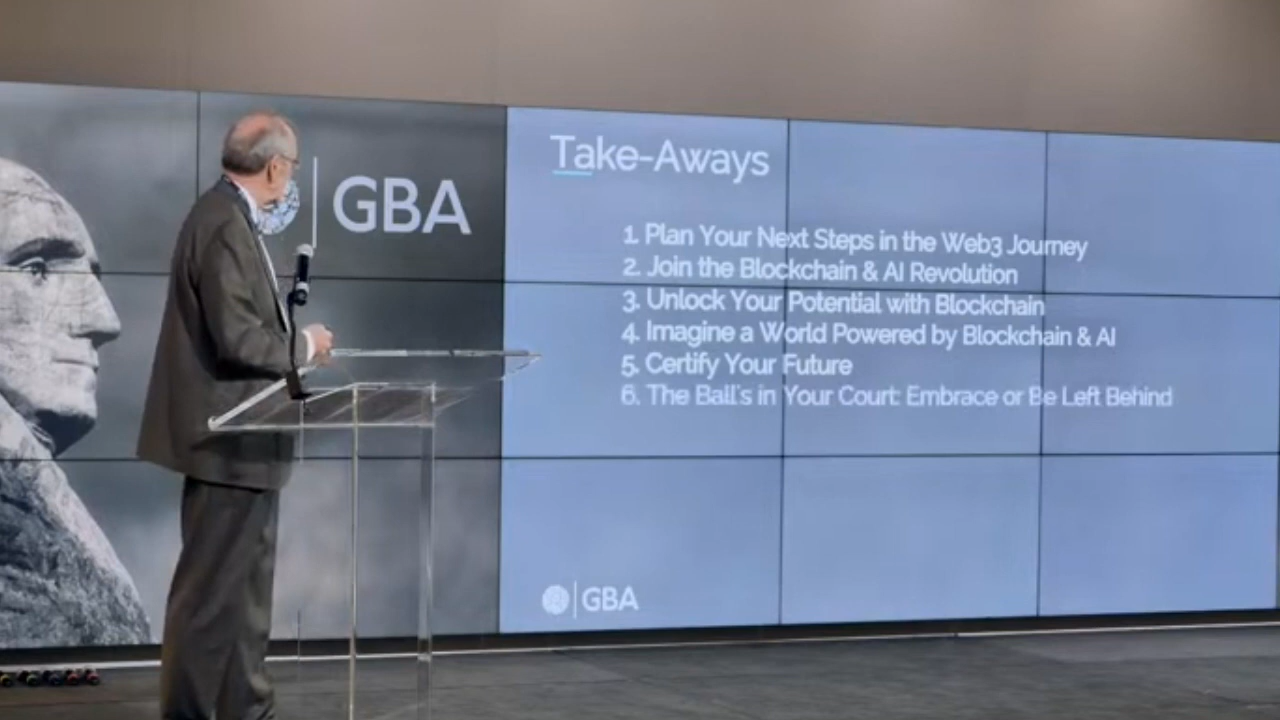 GBA
Take-Aways
1. Plan Your Next Steps in the Web3 Journey
2. Join the Blockchain & AI Revolution
3. Unlock Your Potential with Blockchain
4. Imagine a World Powered by Blockchain & AI
5. Certify Your Future
6. The Ball's in Your Court: Embrace or Be Left Behind
GBA